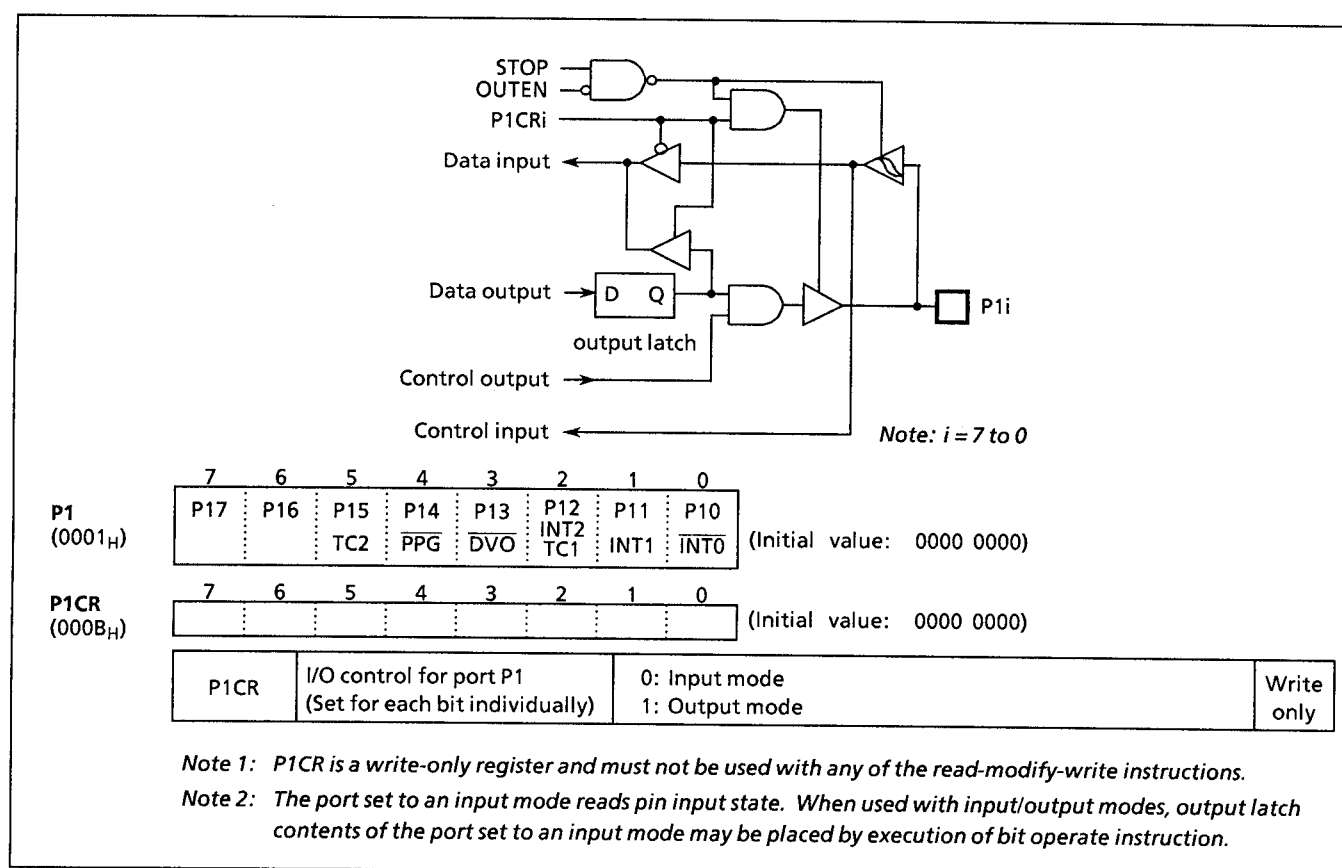 STOP
OUTEN
P1CRi
Data input
Data output
D Q
P1i
output latch
Control output
Control input
Note: i = 7 to 0
7 6 5 4 3 2 1 0
P1 P17 P16 P15 P14 P13 P12 P11 P10
(0001H) TC2 PPG DVO INT2 TC1 INT1 INT0 (Initial value: 0000 0000)
7 6 5 4 3 2 1 0
P1CR
(000BH) (Initial value: 0000 0000)
P1CR I/O control for port P1 0: Input mode Write
(Set for each bit individually) 1: Output mode only
Note 1: P1CR is a write-only register and must not be used with any of the read-modify-write instructions.
Note 2: The port set to an input mode reads pin input state. When used with input/output modes, output latch
contents of the port set to an input mode may be placed by execution of bit operate instruction.